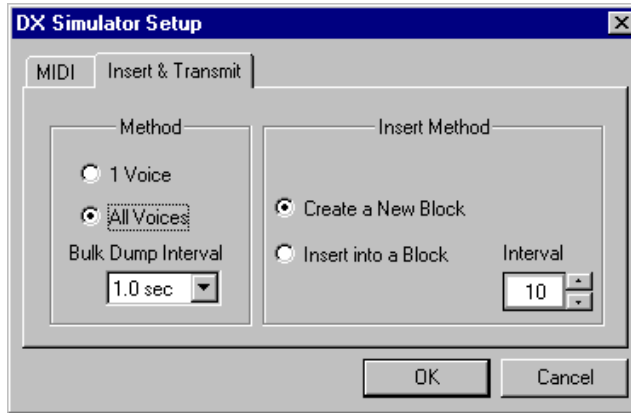 DX Simulator Setup
MIDI
Insert & Transmit
Method
1 Voice
All Voices
Bulk Dump Interval
1.0 sec
Insert Method
Create a New Block
Insert into a Block
Interval
10
OK
Cancel